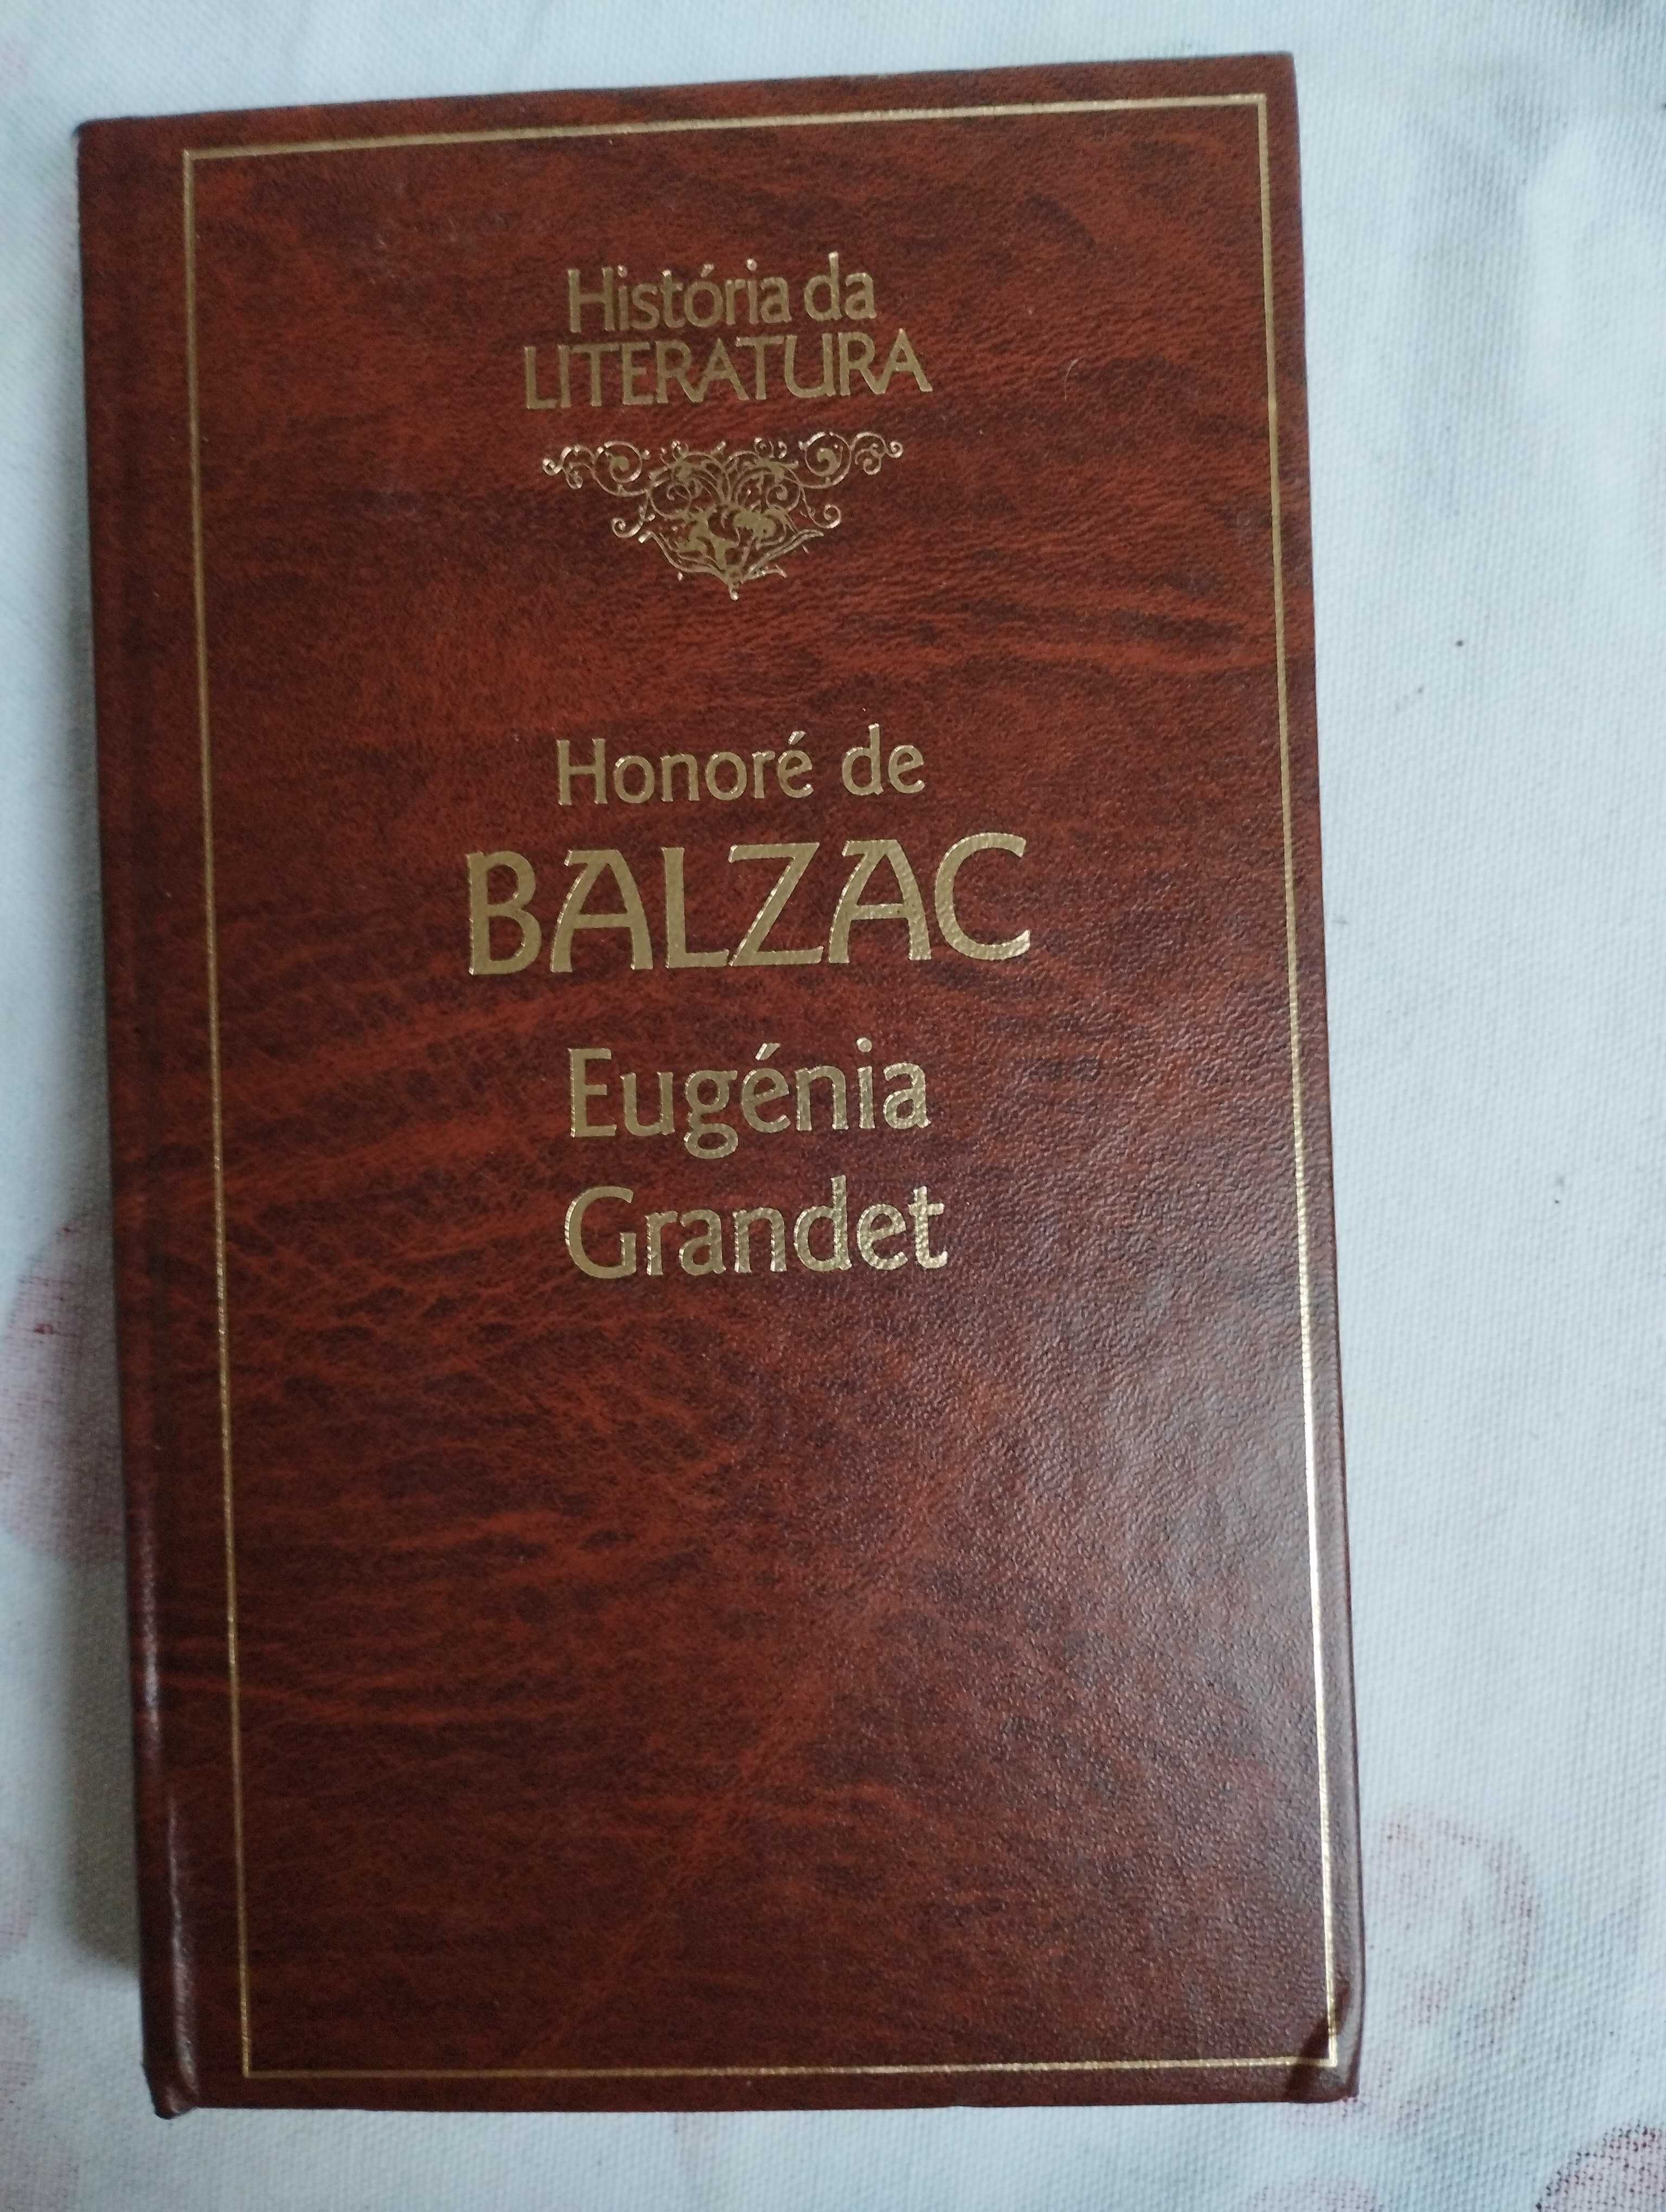 História da
LITERATURA
Honoré de
BALZAC
Eugénia
Grandet